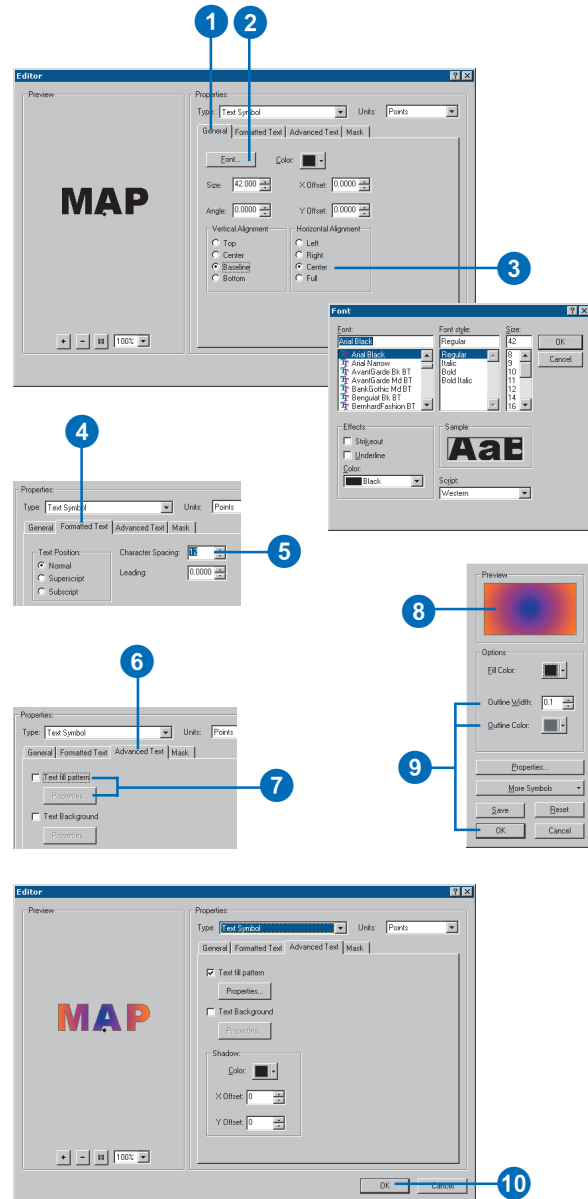 1
2
Editor
Preview
MAP
100%
Properties:
Type: Text Symbol Units: Points
General Formatted Text Advanced Text Mask
Font... Color:
Size: 42.000 X Offset: 0.0000
Angle: 0.0000 Y Offset: 0.0000
Vertical Alignment
Top
Center
Baseline
Bottom
Horizontal Alignment
Left
Right
Center
Full
3
Font
Font: Font style: Size:
Arial Black Regular 42
Arial Black
Arial Narrow
AvantGarde Bk BT
AvantGarde Md BT
BankGothic Md BT
Benguiat Bk BT
BernhardFashion BT
Regular
Italic
Bold
Bold Italic
8
9
10
11
12
14
16
OK
Cancel
Effects
Strikeout
Underline
Color:
Black
Sample
AaB
Script:
Western
4
Properties:
Type: Text Symbol Units: Points
General Formatted Text Advanced Text Mask
Text Position:
Normal
Superscript
Subscript
Character Spacing: 12
Leading: 0.0000
5
6
Properties:
Type: Text Symbol Units: Points
General Formatted Text Advanced Text Mask
Text fill pattern
Properties...
Text Background
Properties...
7
Preview
8
Options
Fill Color:
Outline Width: 0.1
Outline Color:
9
Properties...
More Symbols
Save Reset
OK Cancel
Editor
Preview
MAP
100%
Properties:
Type: Text Symbol Units: Points
General Formatted Text Advanced Text Mask
Text fill pattern
Properties...
Text Background
Properties...
Shadow:
Color:
X Offset: 0
Y Offset: 0
OK Cancel
10